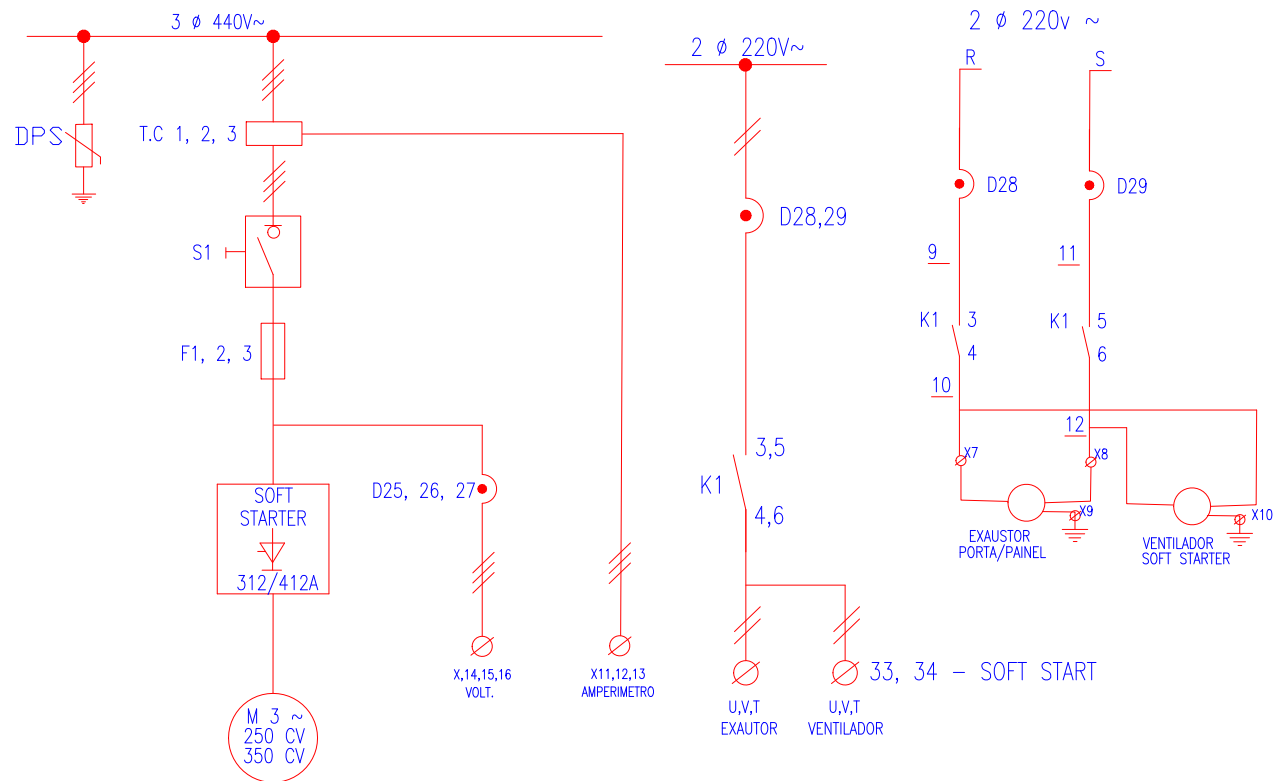 3 ø 440V~
DPS
T.C 1, 2, 3
S1
F1, 2, 3
SOFT
STARTER
312/412A
M 3 ~
250 CV
350 CV
D25, 26, 27
X,14,15,16
VOLT.
X11,12,13
AMPERIMETRO
2 ø 220V~
D28,29
3,5
K1
4,6
33, 34 – SOFT START
U,V,T
EXAUTOR
U,V,T
VENTILADOR
2 ø 220v ~
R
S
D28
D29
9
11
K1 3
4
K1 5
6
10
12
X7
X8
X9
X10
EXAUSTOR
PORTA/PAINEL
VENTILADOR
SOFT STARTER